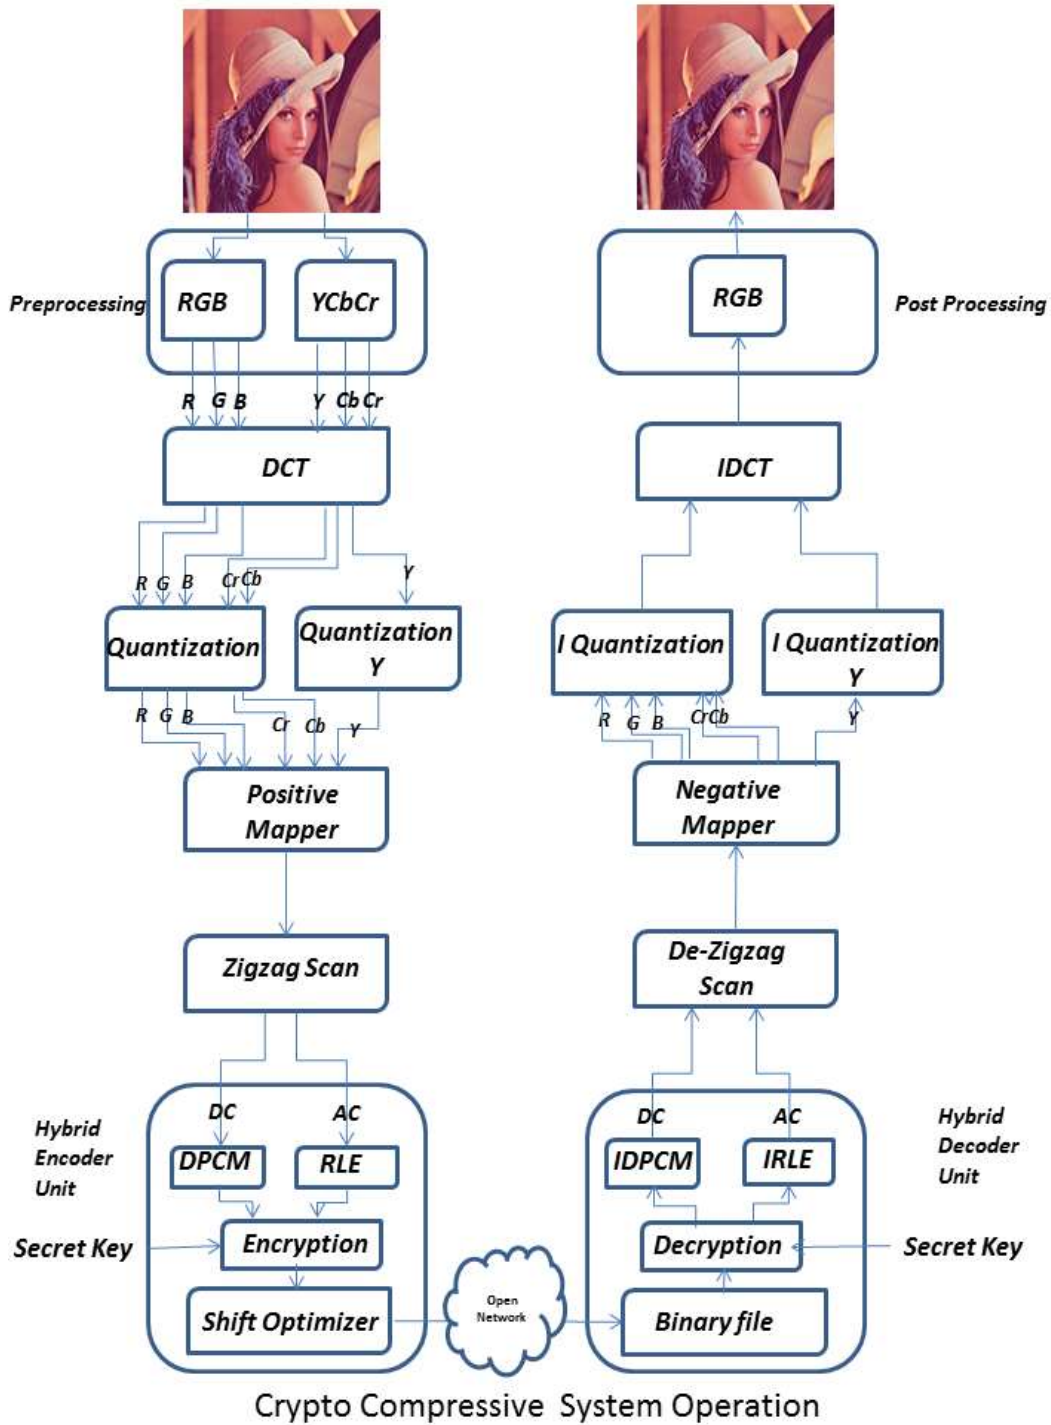 Preprocessing
RGB
YCbCr
R G B
Y Cb Cr
DCT
R G B
Cr Cb
Y
Quantization
Quantization
Y
R G B
Cr Cb
Y
Positive
Mapper
Zigzag Scan
Hybrid
Encoder
Unit
DC
AC
DPCM
RLE
Secret Key
Encryption
Shift Optimizer
Open
Network
Post Processing
RGB
IDCT
I Quantization
I Quantization
Y
R G B
Cr Cb
Y
Negative
Mapper
De-Zigzag
Scan
Hybrid
Decoder
Unit
DC
AC
IDPCM
IRLE
Decryption
Secret Key
Binary file
Crypto Compressive System Operation